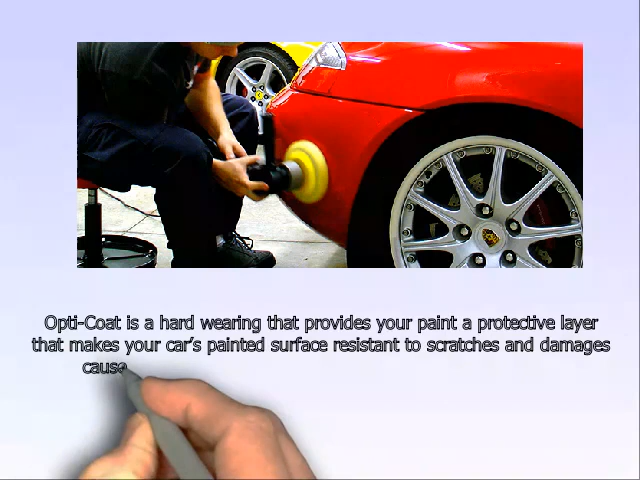 Opti-Coat is a hard wearing that provides your paint a protective layer
that makes your car's painted surface resistant to scratches and damages
cause